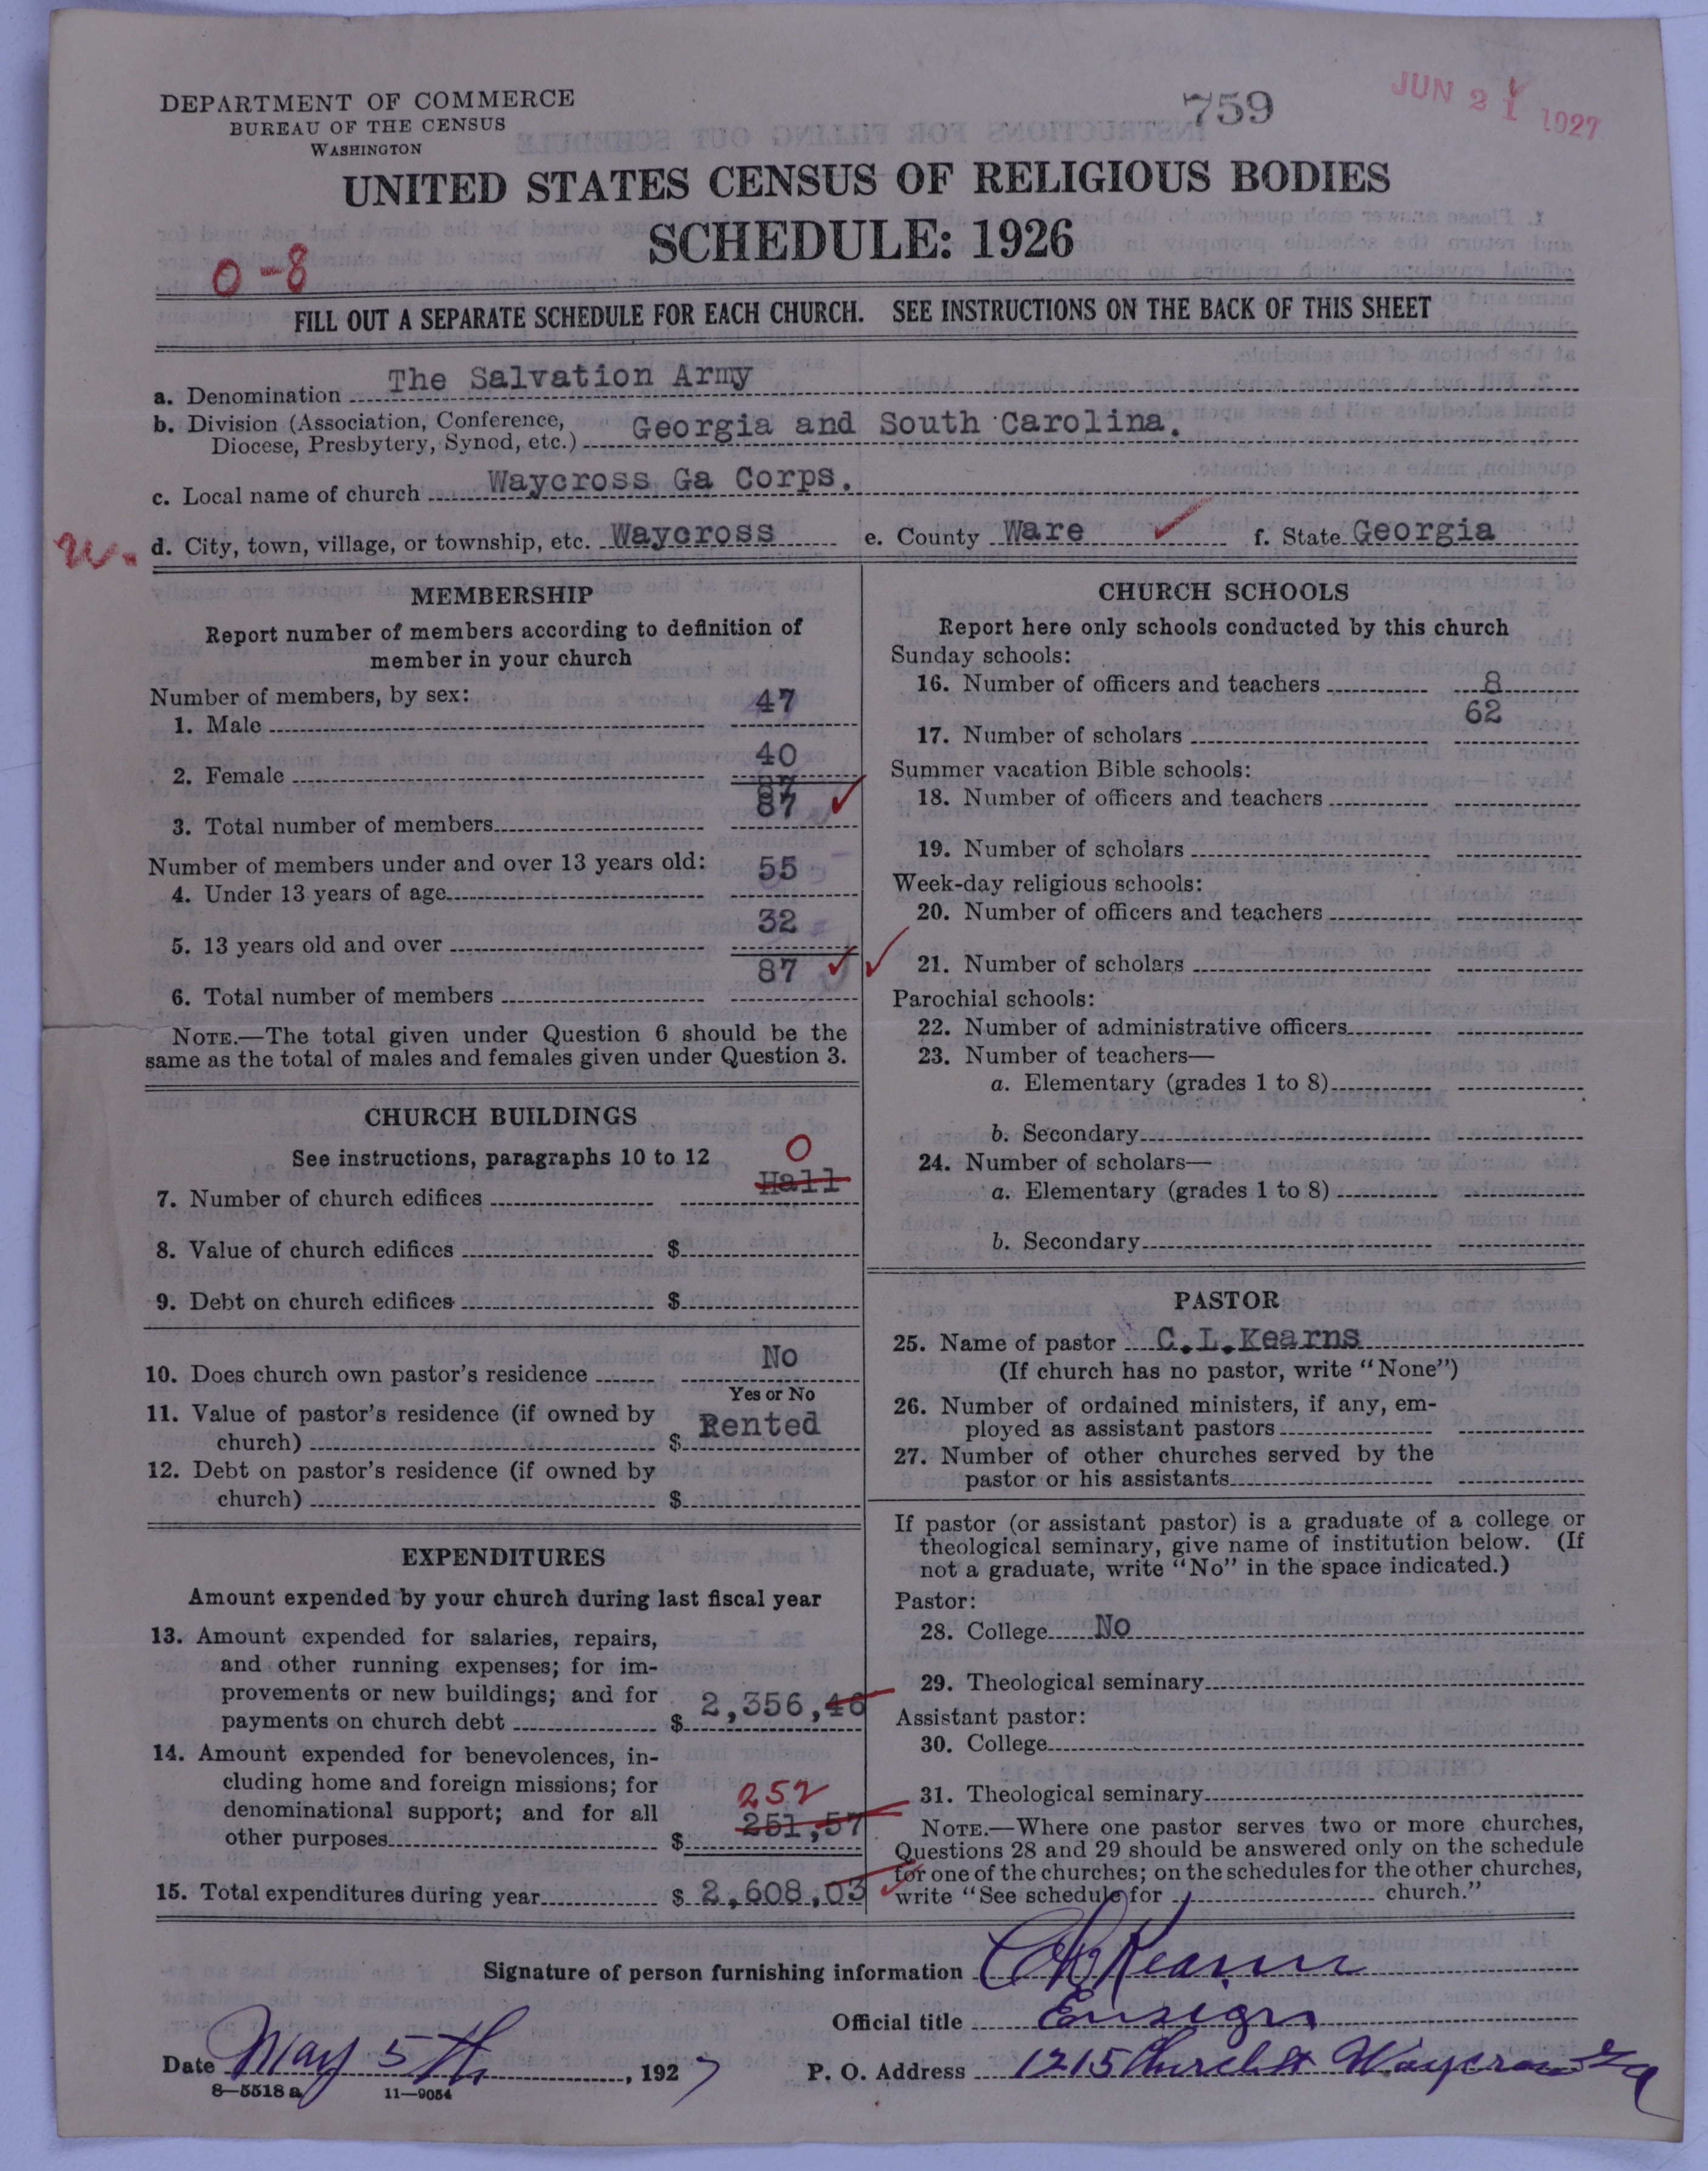 DEPARTMENT OF COMMERCE
BUREAU OF THE CENSUS
WASHINGTON
759
JUN 21 1927
UNITED STATES CENSUS OF RELIGIOUS BODIES
SCHEDULE: 1926
0-8
FILL OUT A SEPARATE SCHEDULE FOR EACH CHURCH. SEE INSTRUCTIONS ON THE BACK OF THIS SHEET
a. Denomination The Salvation Army
b. Division (Association, Conference,
Diocese, Presbytery, Synod, etc.) Georgia and South Carolina.
c. Local name of church Waycross Ga Corps.
d. City, town, village, or township, etc. Waycross e. County Ware f. State Georgia
MEMBERSHIP
Report number of members according to definition of
member in your church
Number of members, by sex:
1. Male 47
2. Female 40
87
3. Total number of members 87
Number of members under and over 13 years old:
4. Under 13 years of age 55
5. 13 years old and over 32
6. Total number of members 87
NOTE.—The total given under Question 6 should be the
same as the total of males and females given under Question 3.
CHURCH BUILDINGS
See instructions, paragraphs 10 to 12
0
7. Number of church edifices Hall
8. Value of church edifices $
9. Debt on church edifices $
10. Does church own pastor's residence No
Yes or No
11. Value of pastor's residence (if owned by
church) $ Rented
12. Debt on pastor's residence (if owned by
church) $
EXPENDITURES
Amount expended by your church during last fiscal year
13. Amount expended for salaries, repairs,
and other running expenses; for im-
provements or new buildings; and for
payments on church debt $ 2,356,46
14. Amount expended for benevolences, in-
cluding home and foreign missions; for
denominational support; and for all
252
other purposes $ 251,57
15. Total expenditures during year $ 2,608,03
CHURCH SCHOOLS
Report here only schools conducted by this church
Sunday schools:
16. Number of officers and teachers 8
17. Number of scholars 62
Summer vacation Bible schools:
18. Number of officers and teachers
19. Number of scholars
Week-day religious schools:
20. Number of officers and teachers
21. Number of scholars
Parochial schools:
22. Number of administrative officers
23. Number of teachers—
a. Elementary (grades 1 to 8)
b. Secondary
24. Number of scholars—
a. Elementary (grades 1 to 8)
b. Secondary
PASTOR
25. Name of pastor C.L.Kearns
(If church has no pastor, write "None")
26. Number of ordained ministers, if any, em-
ployed as assistant pastors
27. Number of other churches served by the
pastor or his assistants
If pastor (or assistant pastor) is a graduate of a college or
theological seminary, give name of institution below. (If
not a graduate, write "No" in the space indicated.)
Pastor:
28. College No
29. Theological seminary
Assistant pastor:
30. College
31. Theological seminary
NOTE.—Where one pastor serves two or more churches,
Questions 28 and 29 should be answered only on the schedule
for one of the churches; on the schedules for the other churches,
write "See schedule for church."
Signature of person furnishing information C L Kearns
Official title Ensign
Date May 5th, 1927 P. O. Address 1215 Church St Waycross Ga
8—5518 a 11—9054